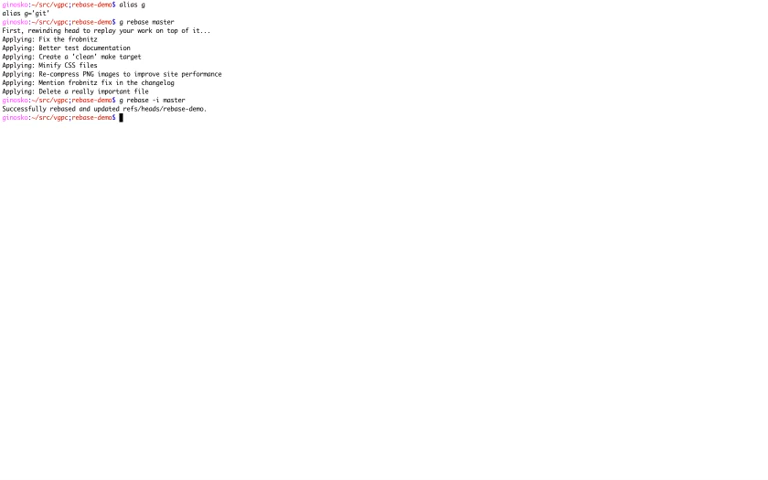 ginosko:~/src/vgpc;rebase-demo$ alias g
alias g='git'
ginosko:~/src/vgpc;rebase-demo$ g rebase master
First, rewinding head to replay your work on top of it...
Applying: Fix the frobnitz
Applying: Better test documentation
Applying: Create a 'clean' make target
Applying: Minify CSS files
Applying: Re-compress PNG images to improve site performance
Applying: Mention frobnitz fix in the changelog
Applying: Delete a really important file
ginosko:~/src/vgpc;rebase-demo$ g rebase -i master
Successfully rebased and updated refs/heads/rebase-demo.
ginosko:~/src/vgpc;rebase-demo$